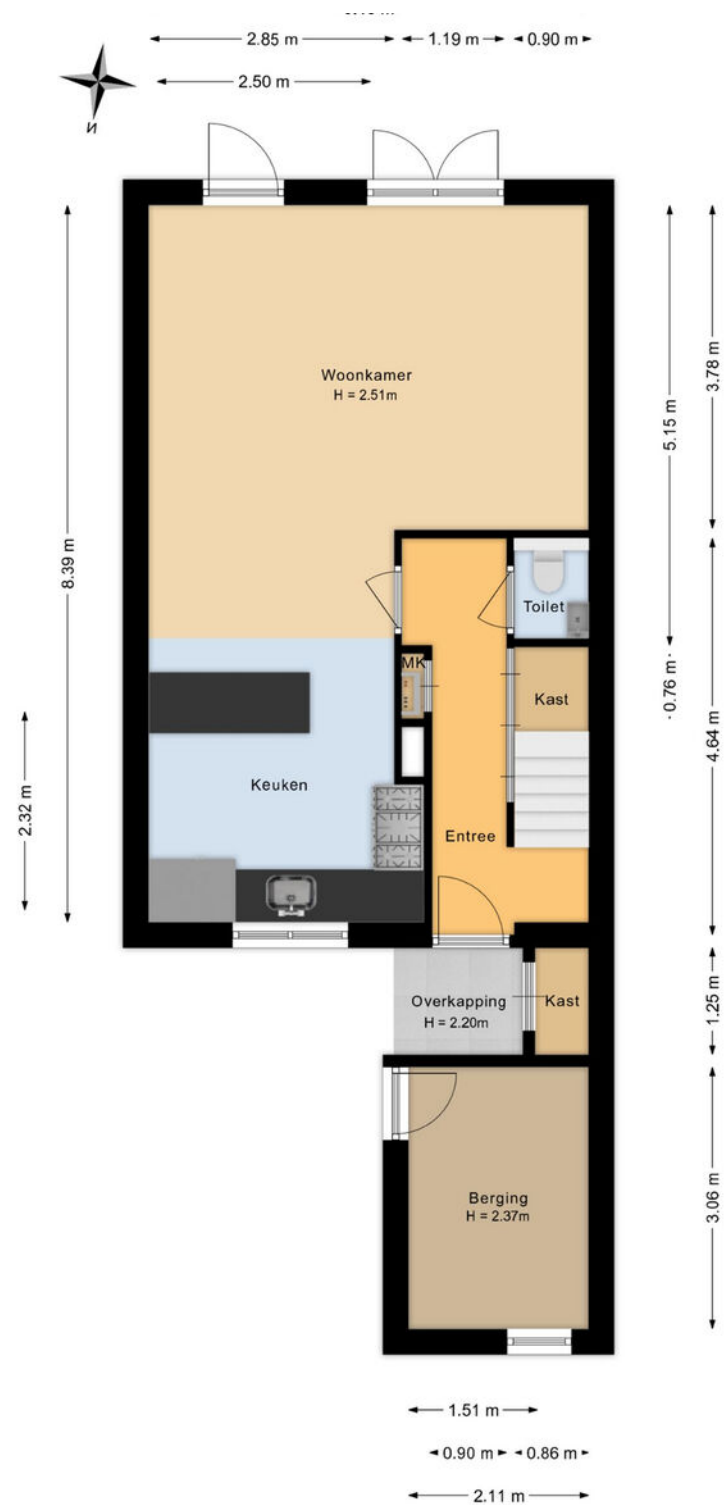 2.85 m
1.19 m
0.90 m
2.50 m
N
3.78 m
5.15 m
Woonkamer
H = 2.51m
8.39 m
Toilet
MK
0.76 m
Kast
4.64 m
Keuken
2.32 m
Entree
Overkapping
H = 2.20m
Kast
1.25 m
Berging
H = 2.37m
3.06 m
1.51 m
0.90 m
0.86 m
2.11 m